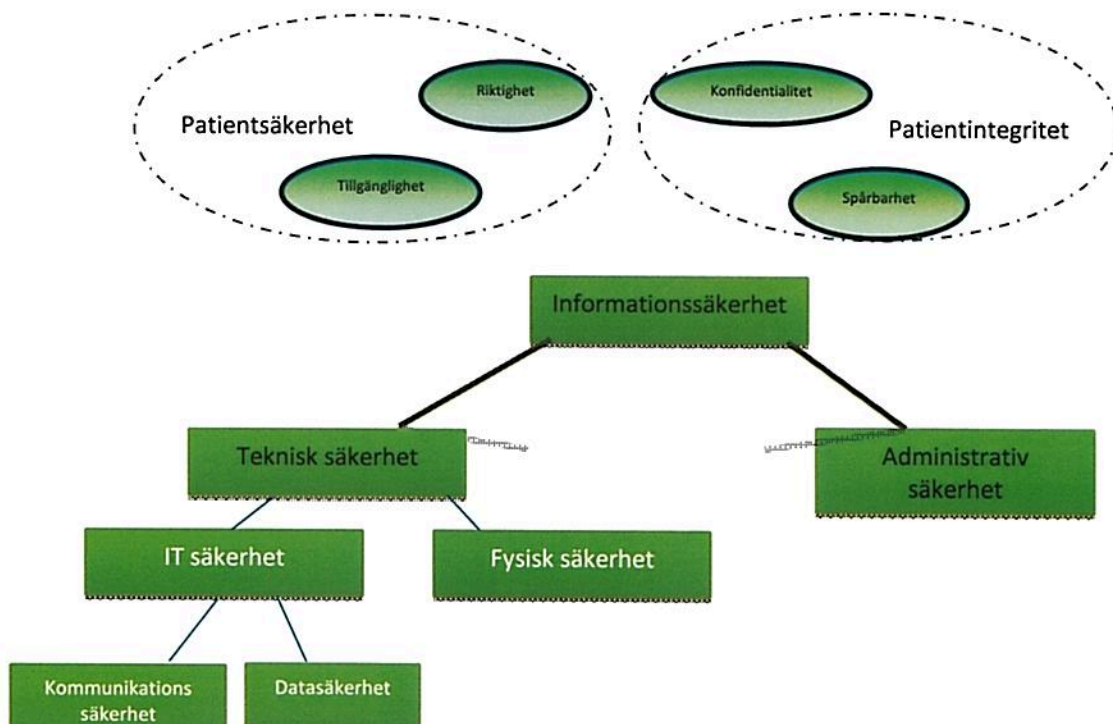 Riktighet
Konfidentialitet
Patientsäkerhet
Patientintegritet
Tillgänglighet
Spårbarhet
Informationssäkerhet
Teknisk säkerhet
Administrativ
säkerhet
IT säkerhet
Fysisk säkerhet
Kommunikations
säkerhet
Datasäkerhet